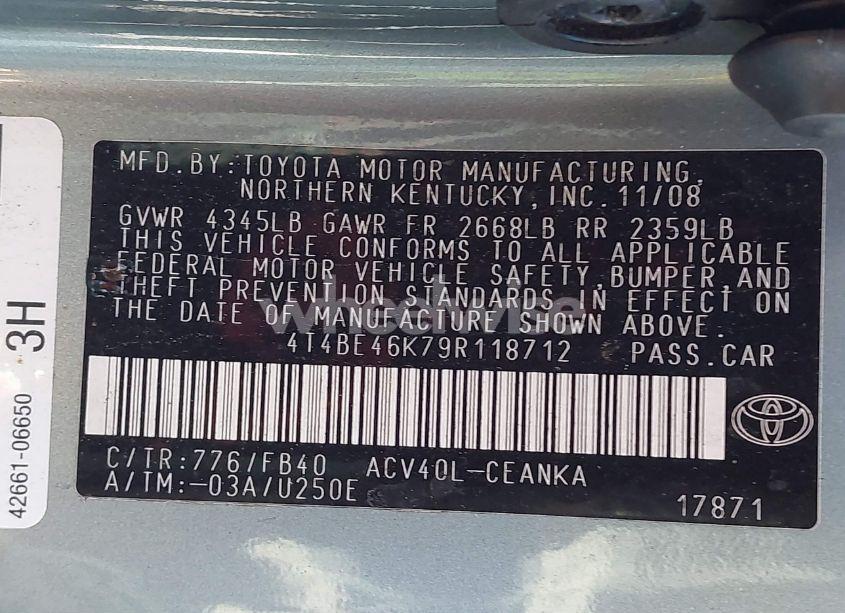 MFD.BY:TOYOTA MOTOR MANUFACTURING,
NORTHERN KENTUCKY,INC.11/08
GVWR 4345LB GAWR FR 2668LB RR 2359LB
THIS VEHICLE CONFORMS TO ALL APPLICABLE
FEDERAL MOTOR VEHICLE SAFETY,BUMPER,AND
THEFT PREVENTION STANDARDS IN EFFECT ON
THE DATE OF MANUFACTURE SHOWN ABOVE.
4T4BE46K79R118712 PASS.CAR
C/TR:776/FB40 ACV40L-CEANKA
A/TM:-03A/U250E
17871
3H
42661-06650
wheelwise